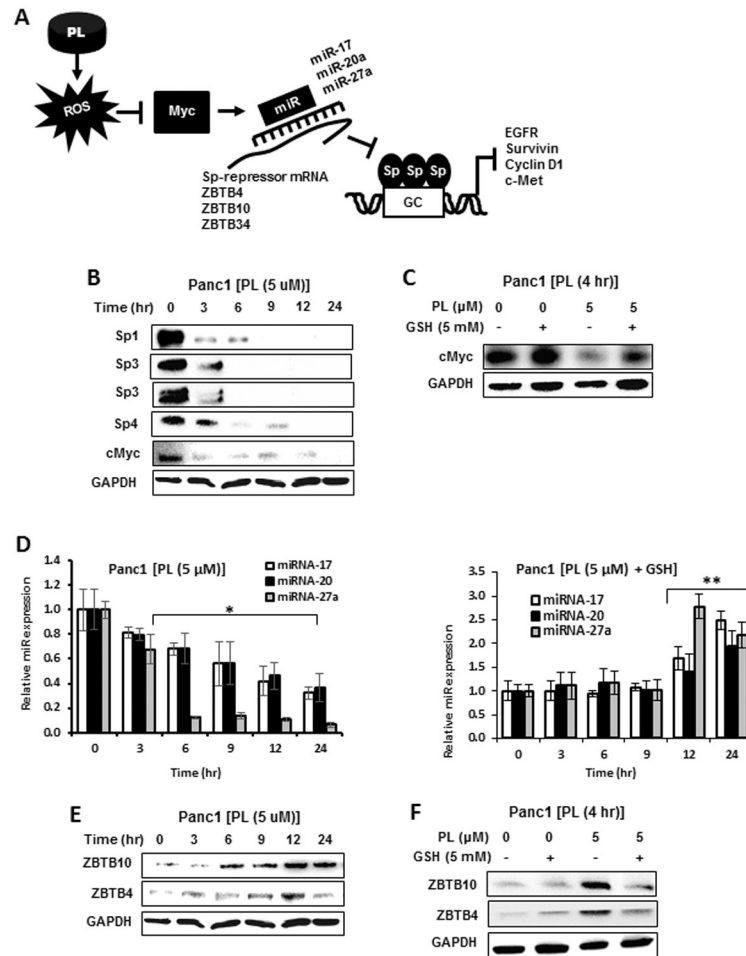 A
PL
ROS
Myc
miR
miR-17
miR-20a
miR-27a
Sp-repressor mRNA
ZBTB4
ZBTB10
ZBTB34
Sp Sp Sp
GC
EGFR
Survivin
Cyclin D1
c-Met
B
Panc1 [PL (5 uM)]
Time (hr) 0 3 6 9 12 24
Sp1
Sp3
Sp3
Sp4
cMyc
GAPDH
C
Panc1 [PL (4 hr)]
PL (µM) 0 0 5 5
GSH (5 mM) - + - +
cMyc
GAPDH
D
Panc1 [PL (5 µM)]
miRNA-17
miRNA-20
miRNA-27a
*
Relative miR expression
1.4
1.2
1.0
0.8
0.6
0.4
0.2
0.0
0 3 6 9 12 24
Time (hr)
Panc1 [PL (5 µM) + GSH]
**
miRNA-17
miRNA-20
miRNA-27a
Relative miR expression
3.5
3.0
2.5
2.0
1.5
1.0
0.5
0.0
0 3 6 9 12 24
Time (hr)
E
Panc1 [PL (5 uM)]
Time (hr) 0 3 6 9 12 24
ZBTB10
ZBTB4
GAPDH
F
Panc1 [PL (4 hr)]
PL (µM) 0 0 5 5
GSH (5 mM) - + - +
ZBTB10
ZBTB4
GAPDH